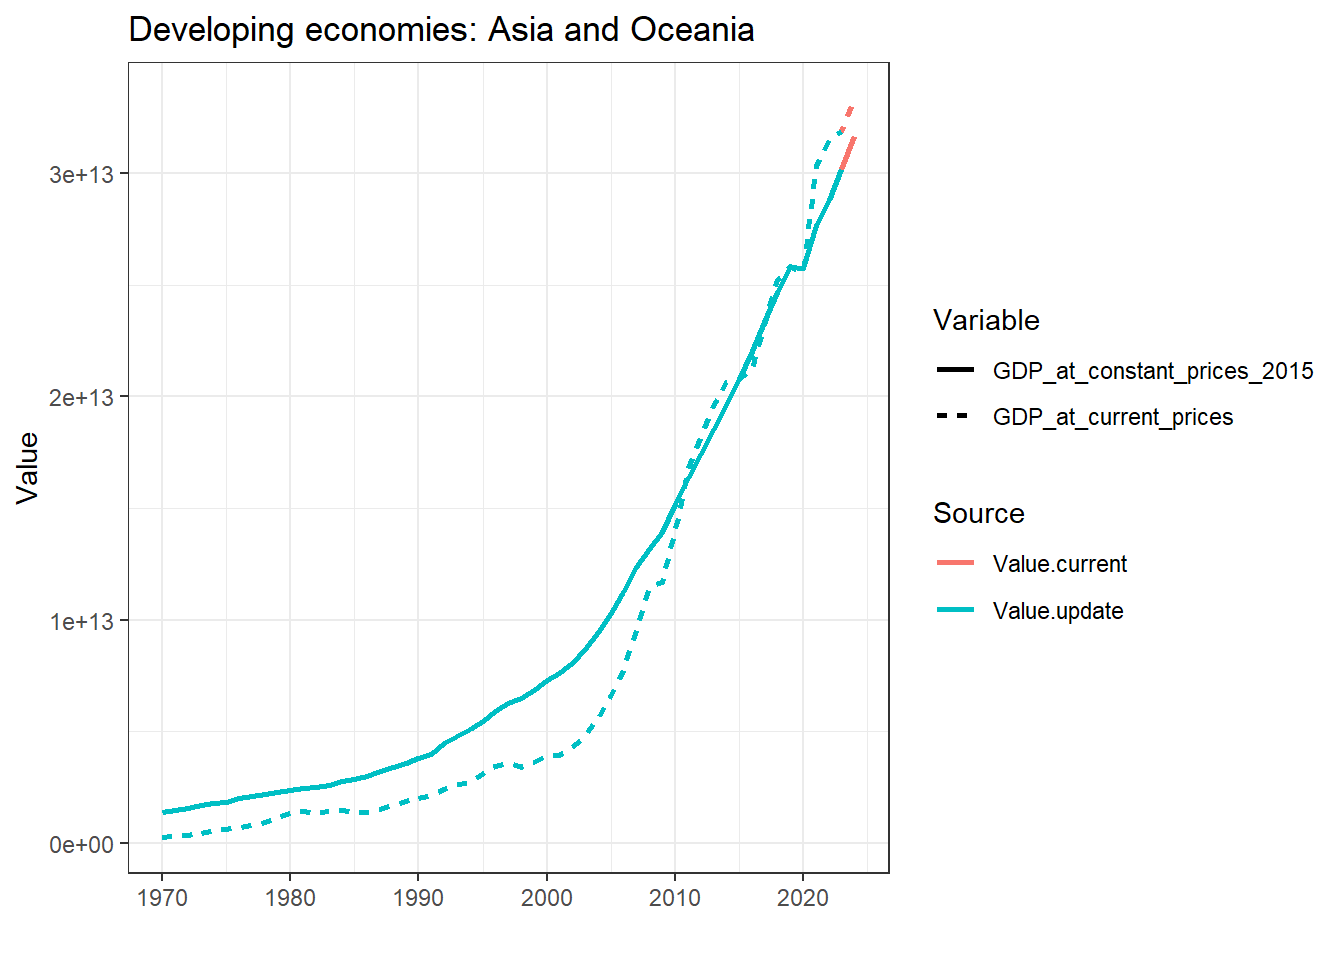 Developing economies: Asia and Oceania
Value
3e+13
2e+13
1e+13
0e+00
1970
1980
1990
2000
2010
2020
Variable
GDP_at_constant_prices_2015
GDP_at_current_prices
Source
Value.current
Value.update